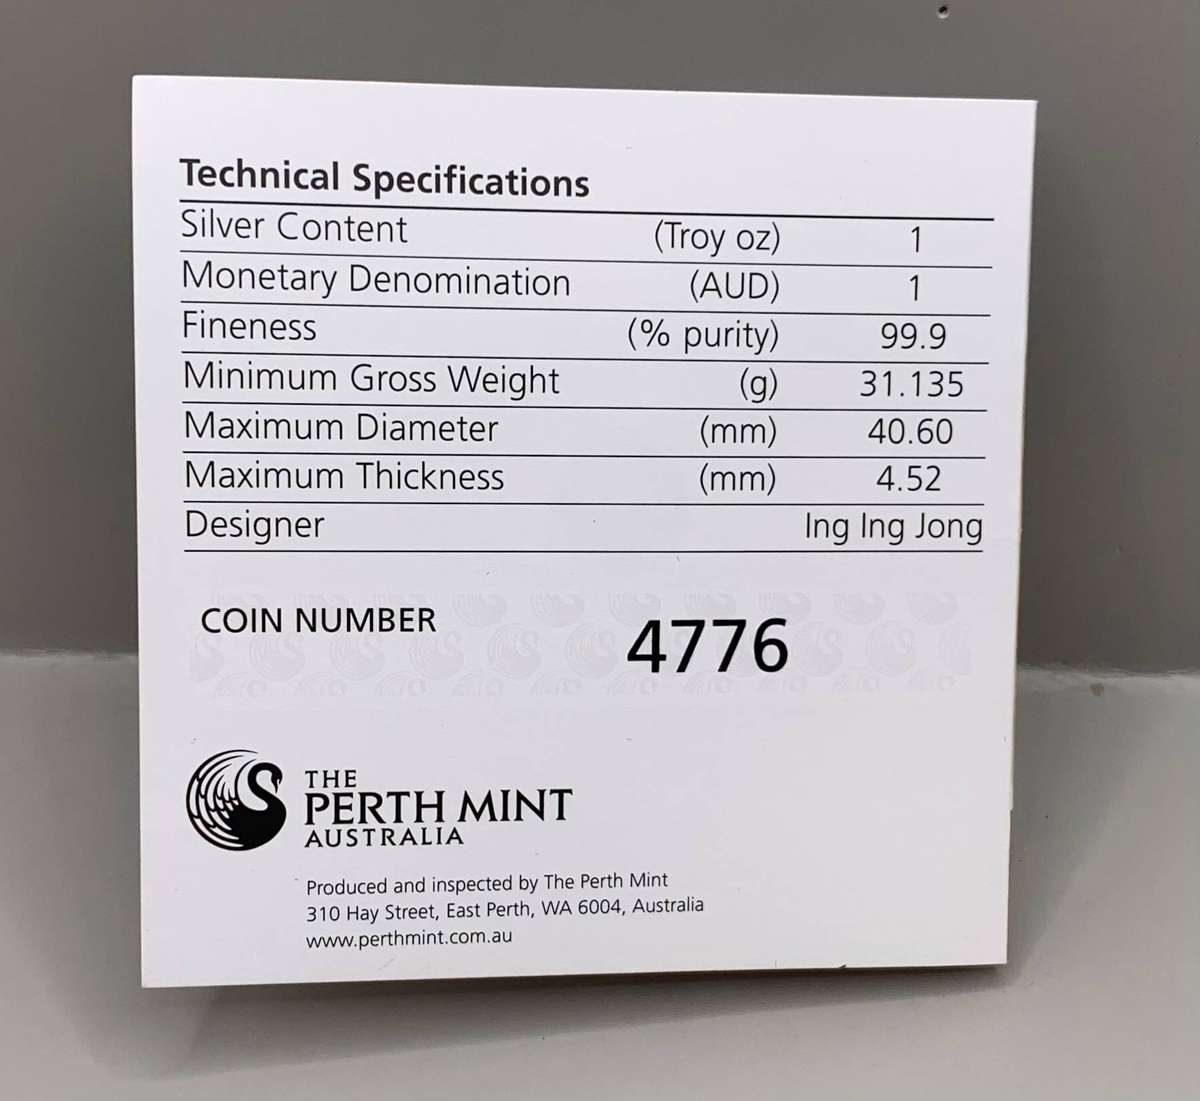 Technical Specifications
Silver Content (Troy oz) 1
Monetary Denomination (AUD) 1
Fineness (% purity) 99.9
Minimum Gross Weight (g) 31.135
Maximum Diameter (mm) 40.60
Maximum Thickness (mm) 4.52
Designer Ing Ing Jong
COIN NUMBER 4776
THE
PERTH MINT
AUSTRALIA
Produced and inspected by The Perth Mint
310 Hay Street, East Perth, WA 6004, Australia
www.perthmint.com.au